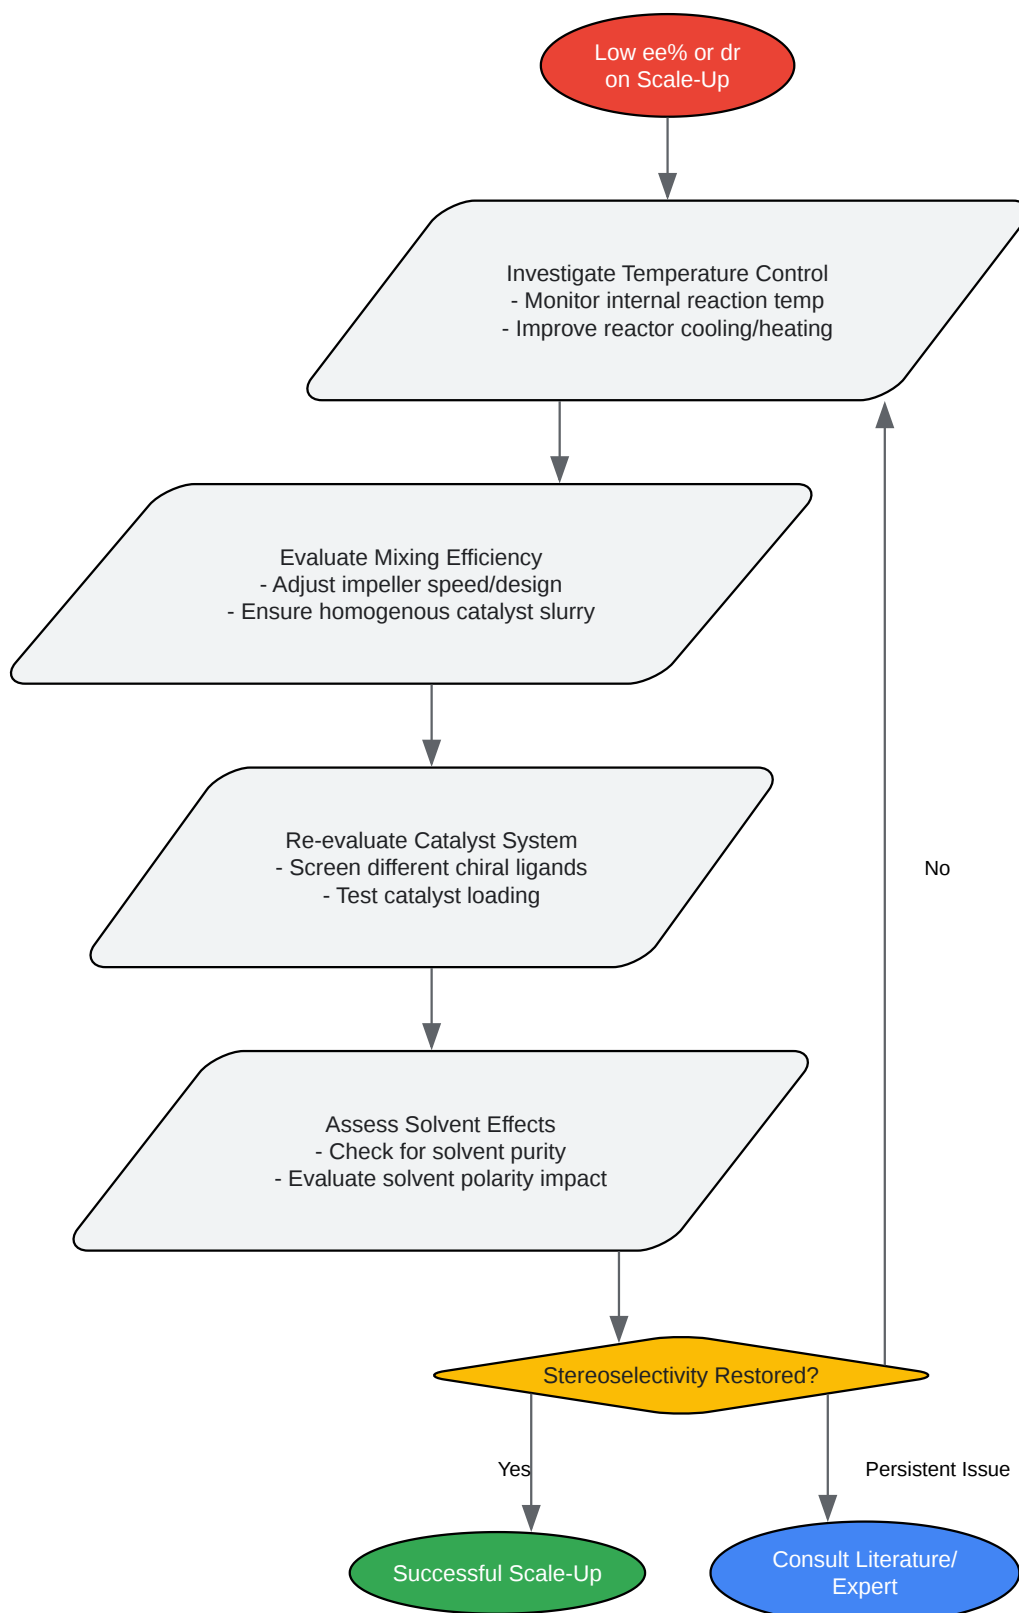 Low ee% or dr
on Scale-Up
Investigate Temperature Control
- Monitor internal reaction temp
- Improve reactor cooling/heating
Evaluate Mixing Efficiency
- Adjust impeller speed/design
- Ensure homogenous catalyst slurry
Re-evaluate Catalyst System
- Screen different chiral ligands
- Test catalyst loading
No
Assess Solvent Effects
- Check for solvent purity
- Evaluate solvent polarity impact
Stereoselectivity Restored?
Yes
Persistent Issue
Successful Scale-Up
Consult Literature/
Expert